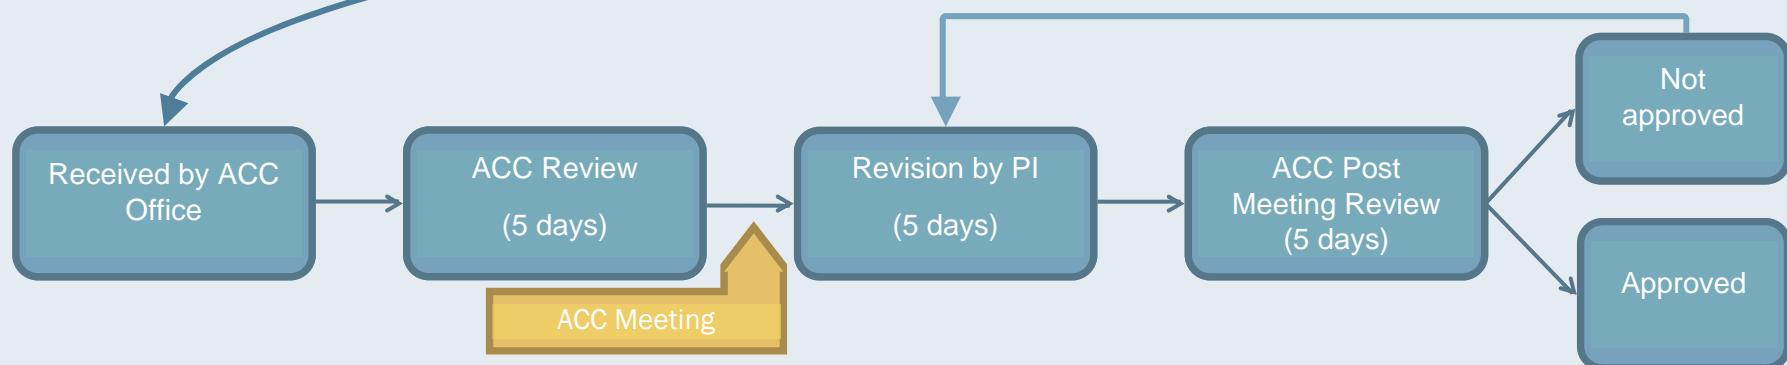 Received by ACC
Office
ACC Review
(5 days)
ACC Meeting
Revision by PI
(5 days)
ACC Post
Meeting Review
(5 days)
Not
approved
Approved